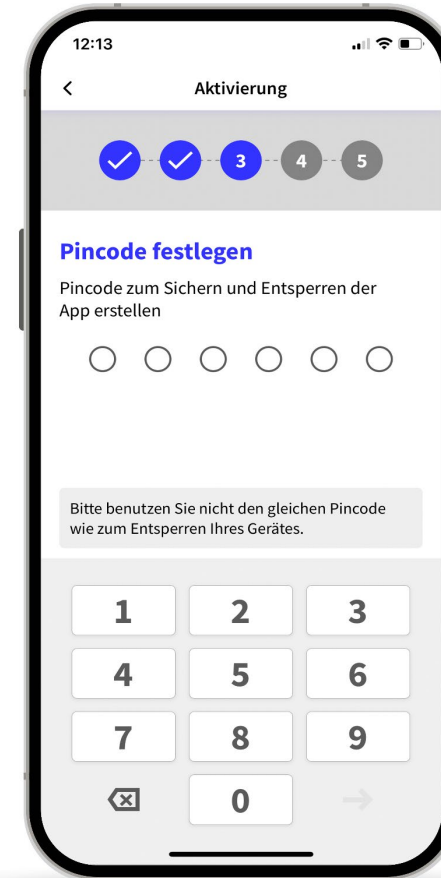 12:13
Aktivierung
3 4 5
Pincode festlegen
Pincode zum Sichern und Entsperren der
App erstellen
Bitte benutzen Sie nicht den gleichen Pincode
wie zum Entsperren Ihres Gerätes.
1 2 3
4 5 6
7 8 9
0